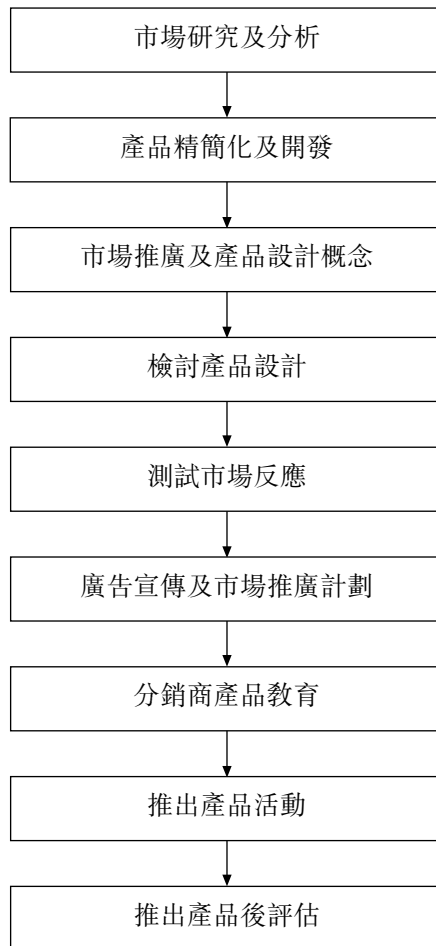 市場研究及分析
產品精簡化及開發
市場推廣及產品設計概念
檢討產品設計
測試市場反應
廣告宣傳及市場推廣計劃
分銷商產品教育
推出產品活動
推出產品後評估